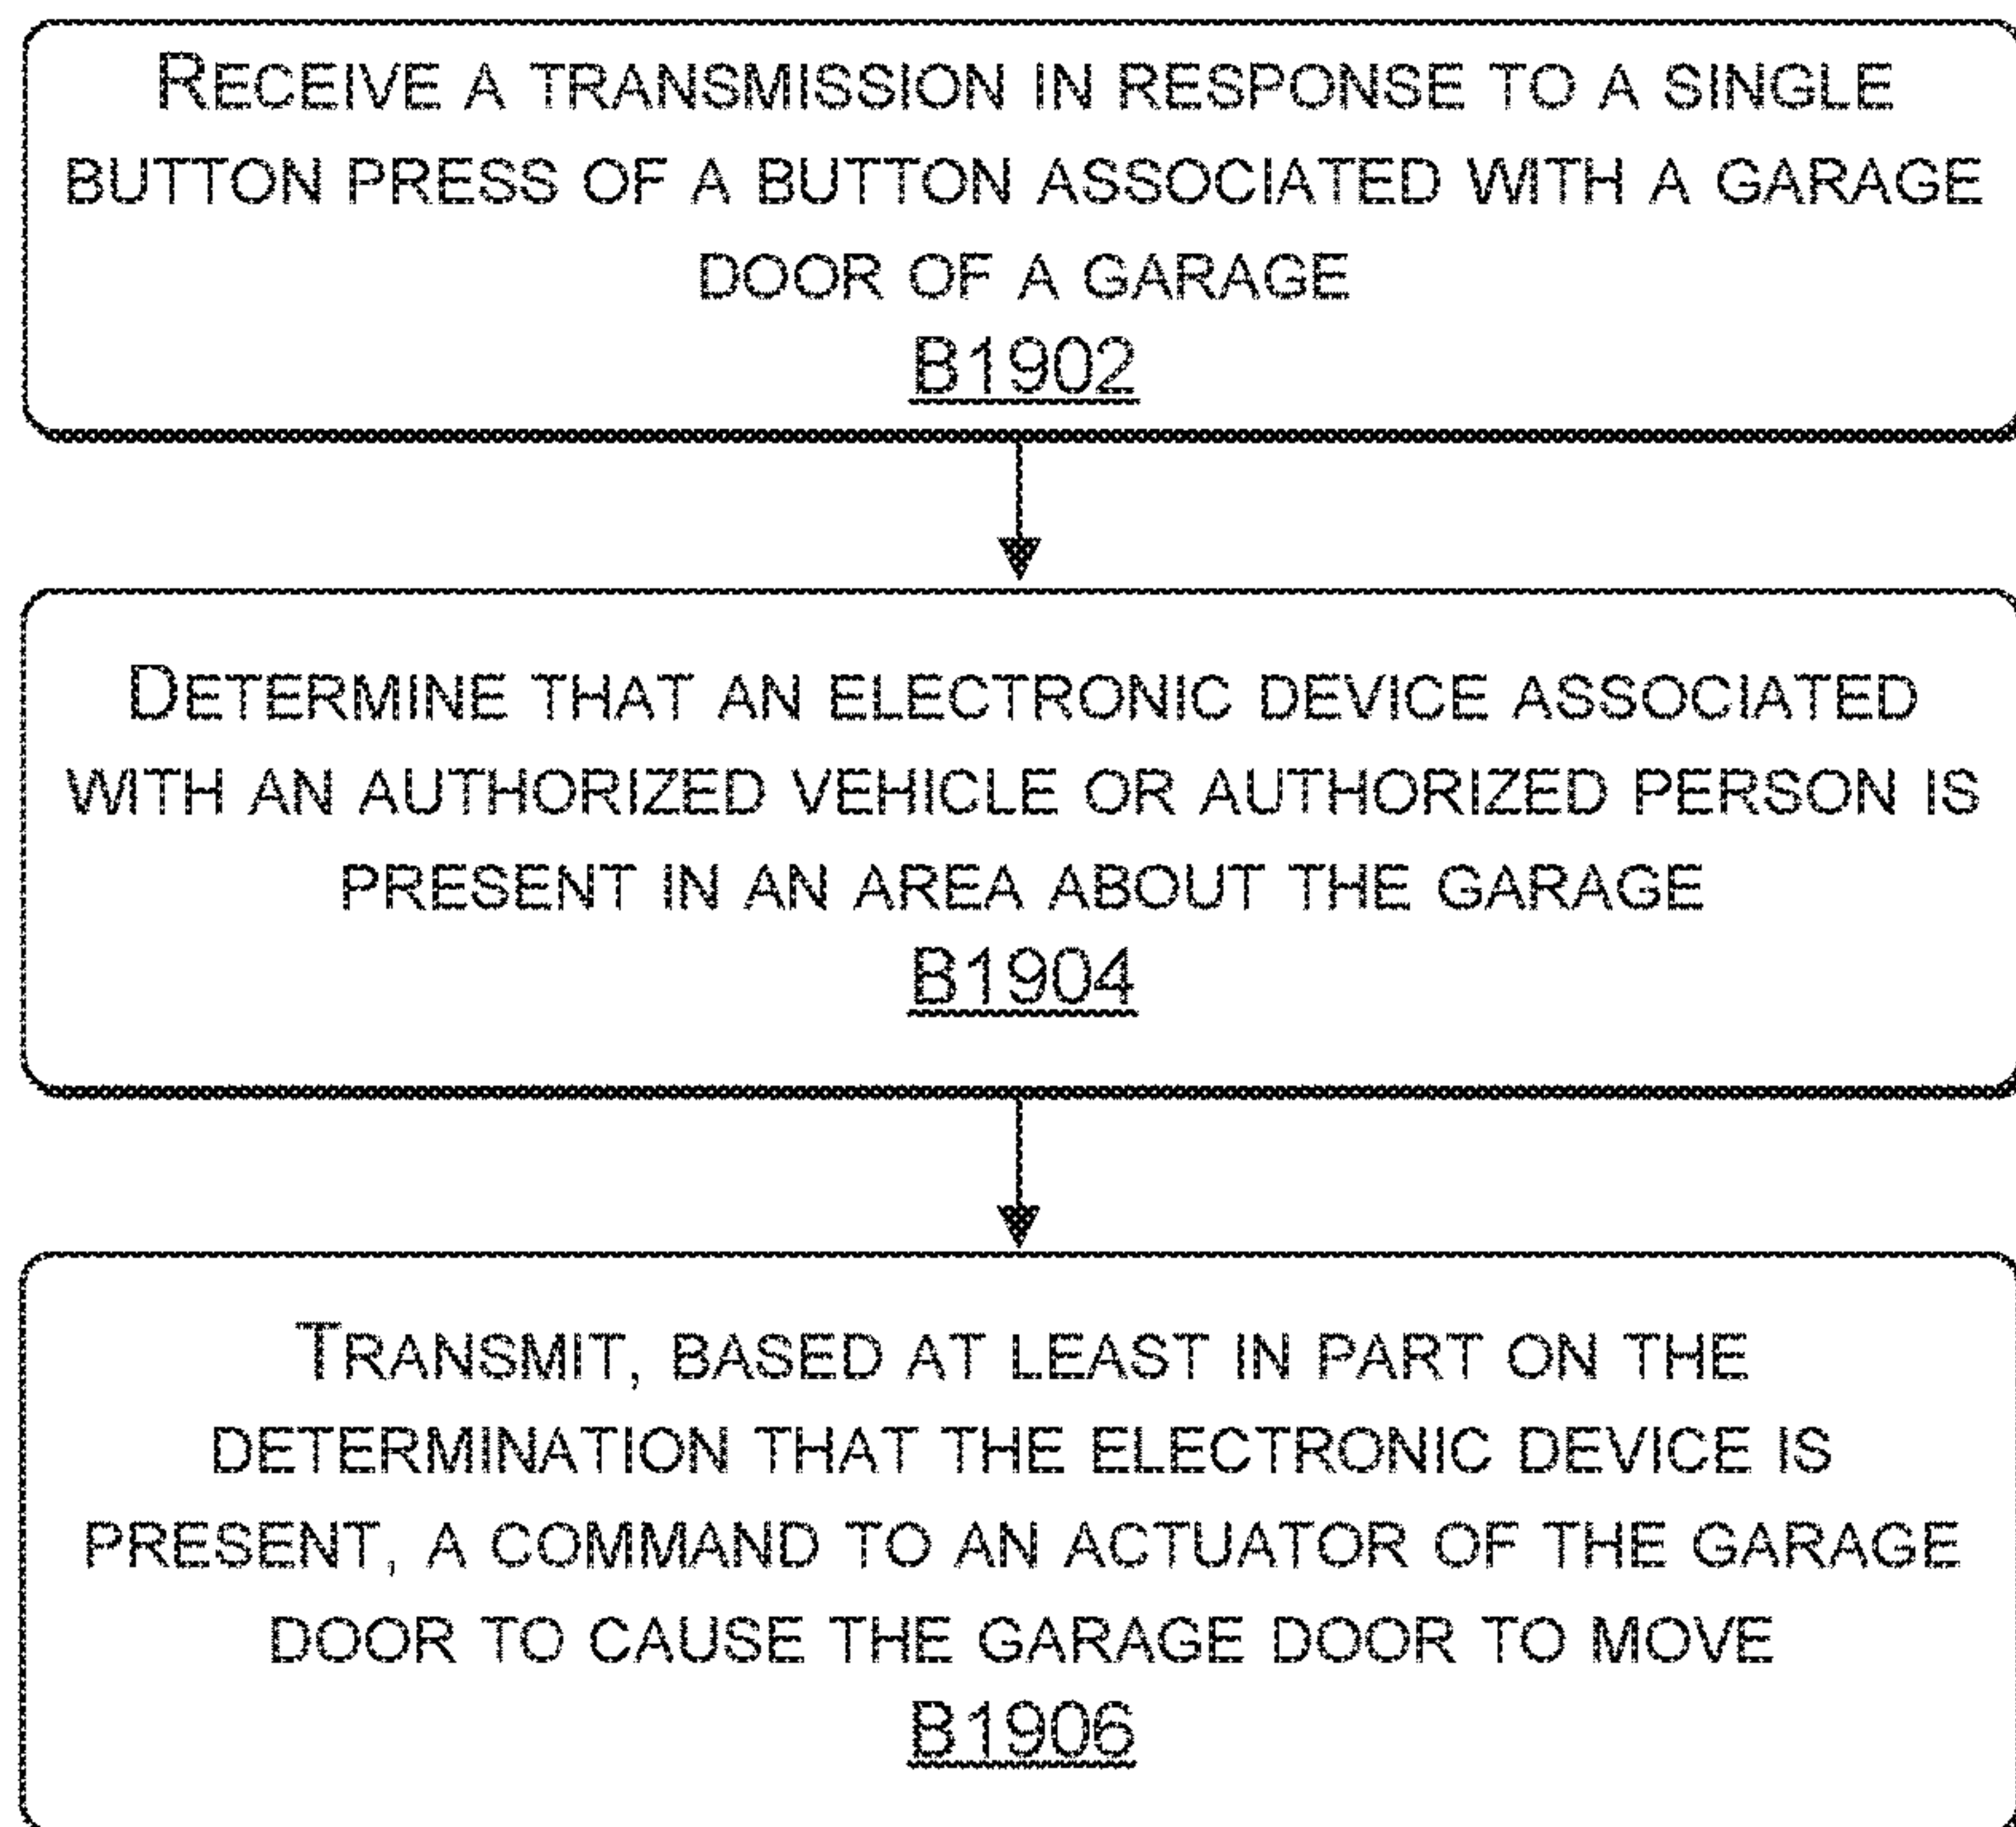 RECEIVE A TRANSMISSION IN RESPONSE TO A SINGLE
BUTTON PRESS OF A BUTTON ASSOCIATED WITH A GARAGE
DOOR OF A GARAGE
B1902
DETERMINE THAT AN ELECTRONIC DEVICE ASSOCIATED
WITH AN AUTHORIZED VEHICLE OR AUTHORIZED PERSON IS
PRESENT IN AN AREA ABOUT THE GARAGE
B1904
TRANSMIT, BASED AT LEAST IN PART ON THE
DETERMINATION THAT THE ELECTRONIC DEVICE IS
PRESENT, A COMMAND TO AN ACTUATOR OF THE GARAGE
DOOR TO CAUSE THE GARAGE DOOR TO MOVE
B1906